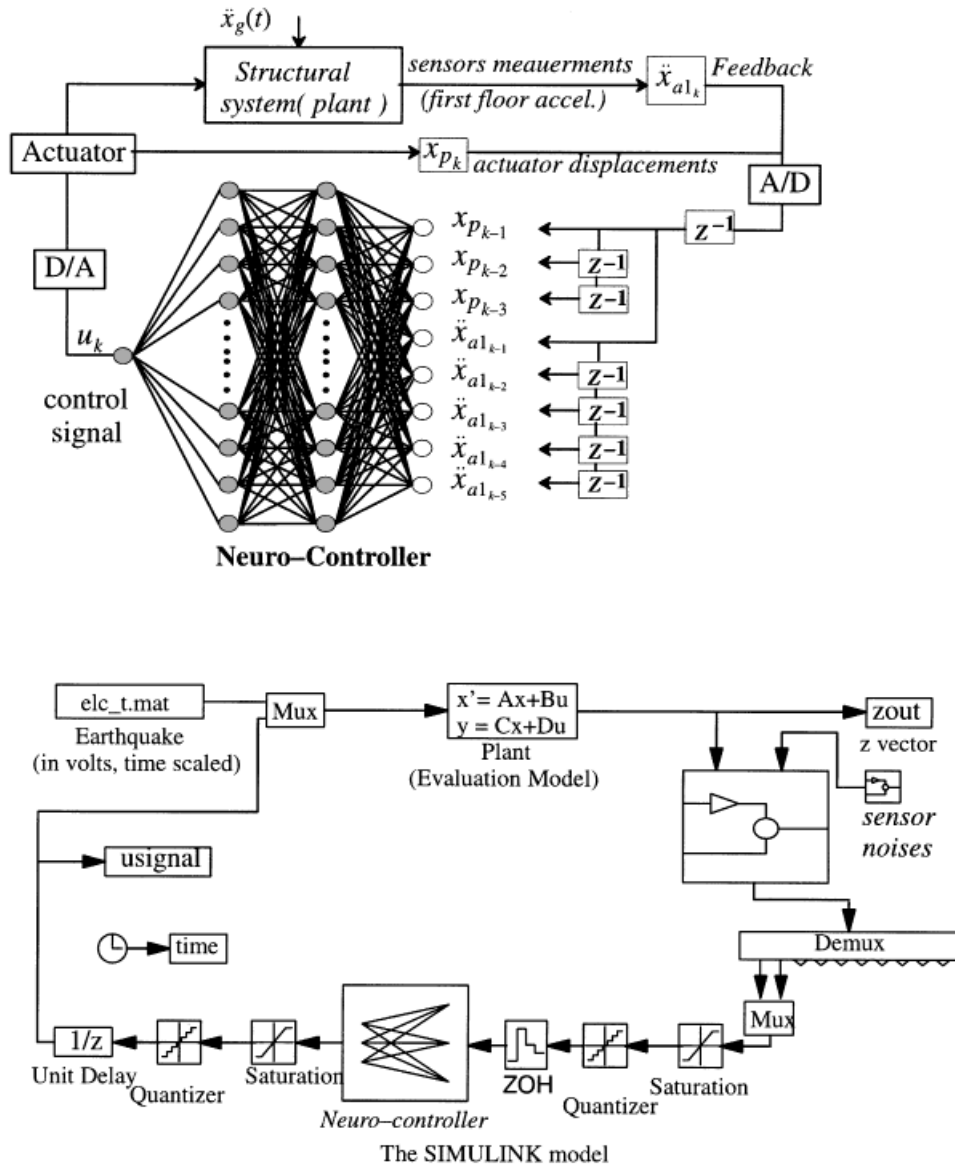 ẍg(t)
Structural
system( plant )
sensors meauerments
(first floor accel.)
ẍa1k
Feedback
Actuator
xpk
actuator displacements
A/D
D/A
uk
control
signal
xpk–1
xpk–2
xpk–3
ẍa1k–1
ẍa1k–2
ẍa1k–3
ẍa1k–4
ẍa1k–5
z–1
z–1
z–1
z–1
z–1
z–1
z–1
Neuro–Controller
elc_t.mat
Earthquake
(in volts, time scaled)
Mux
x'= Ax+Bu
y = Cx+Du
Plant
(Evaluation Model)
zout
z vector
sensor
noises
usignal
time
Demux
Mux
1/z
Unit Delay
Quantizer
Saturation
Neuro–controller
ZOH
Quantizer
Saturation
The SIMULINK model